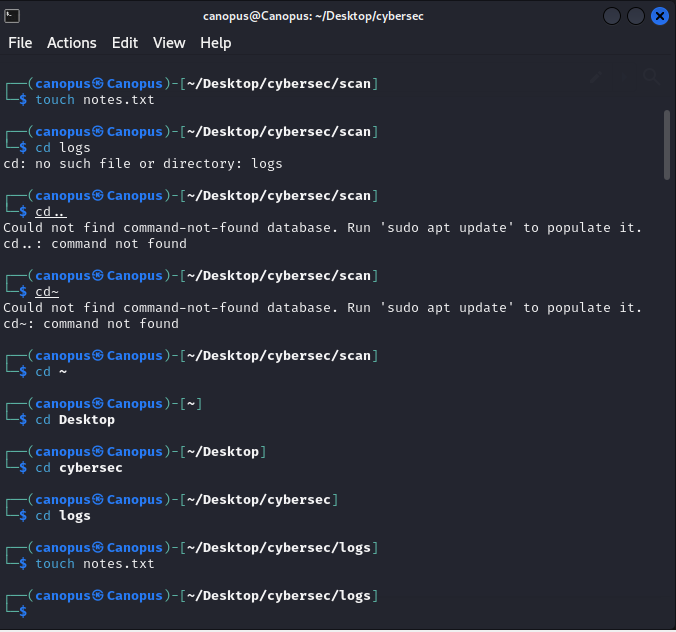 canopus@Canopus: ~/Desktop/cybersec
File Actions Edit View Help
┌──(canopus㉿Canopus)-[~/Desktop/cybersec/scan]
└─$ touch notes.txt
┌──(canopus㉿Canopus)-[~/Desktop/cybersec/scan]
└─$ cd logs
cd: no such file or directory: logs
┌──(canopus㉿Canopus)-[~/Desktop/cybersec/scan]
└─$ cd..
Could not find command-not-found database. Run 'sudo apt update' to populate it.
cd..: command not found
┌──(canopus㉿Canopus)-[~/Desktop/cybersec/scan]
└─$ cd~
Could not find command-not-found database. Run 'sudo apt update' to populate it.
cd~: command not found
┌──(canopus㉿Canopus)-[~/Desktop/cybersec/scan]
└─$ cd ~
┌──(canopus㉿Canopus)-[~]
└─$ cd Desktop
┌──(canopus㉿Canopus)-[~/Desktop]
└─$ cd cybersec
┌──(canopus㉿Canopus)-[~/Desktop/cybersec]
└─$ cd logs
┌──(canopus㉿Canopus)-[~/Desktop/cybersec/logs]
└─$ touch notes.txt
┌──(canopus㉿Canopus)-[~/Desktop/cybersec/logs]
└─$